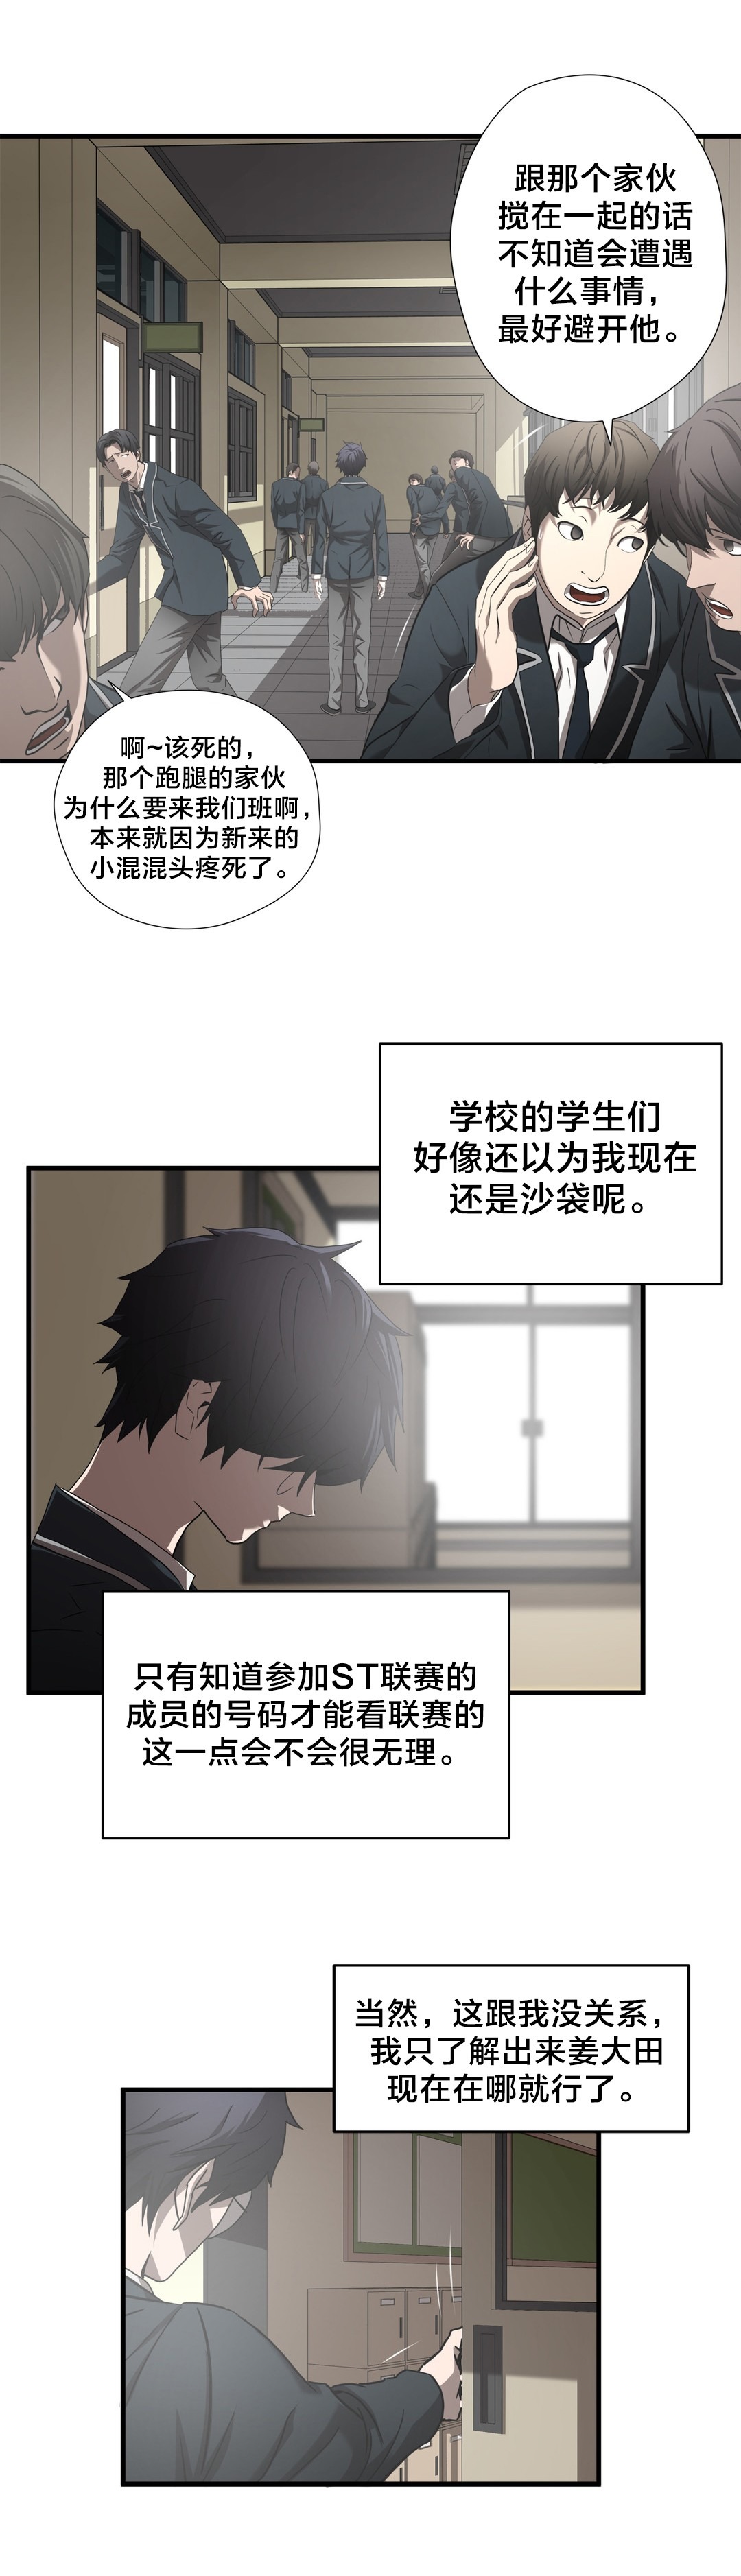 跟那个家伙
搅在一起的话
不知道会遭遇
什么事情，
最好避开他。
啊~该死的，
那个跑腿的家伙
为什么要来我们班啊，
本来就因为新来的
小混混头疼死了。
学校的学生们
好像还以为我现在
还是沙袋呢。
只有知道参加ST联赛的
成员的号码才能看联赛的
这一点会不会很无理。
当然，这跟我没关系，
我只了解出来姜大田
现在在哪就行了。